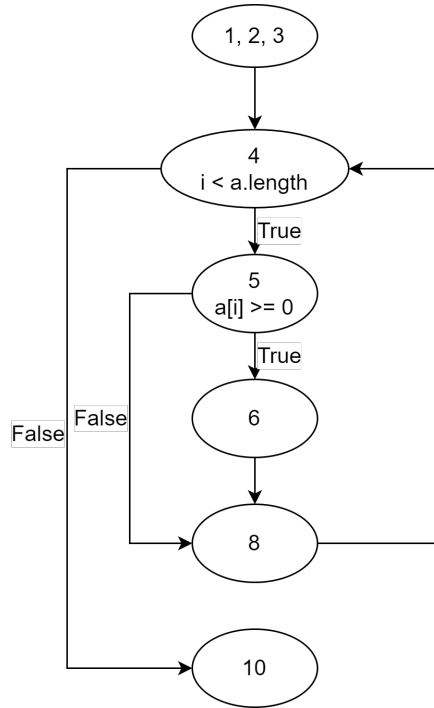 1, 2, 3
4
i < a.length
True
5
a[i] >= 0
True
False
False
6
8
10